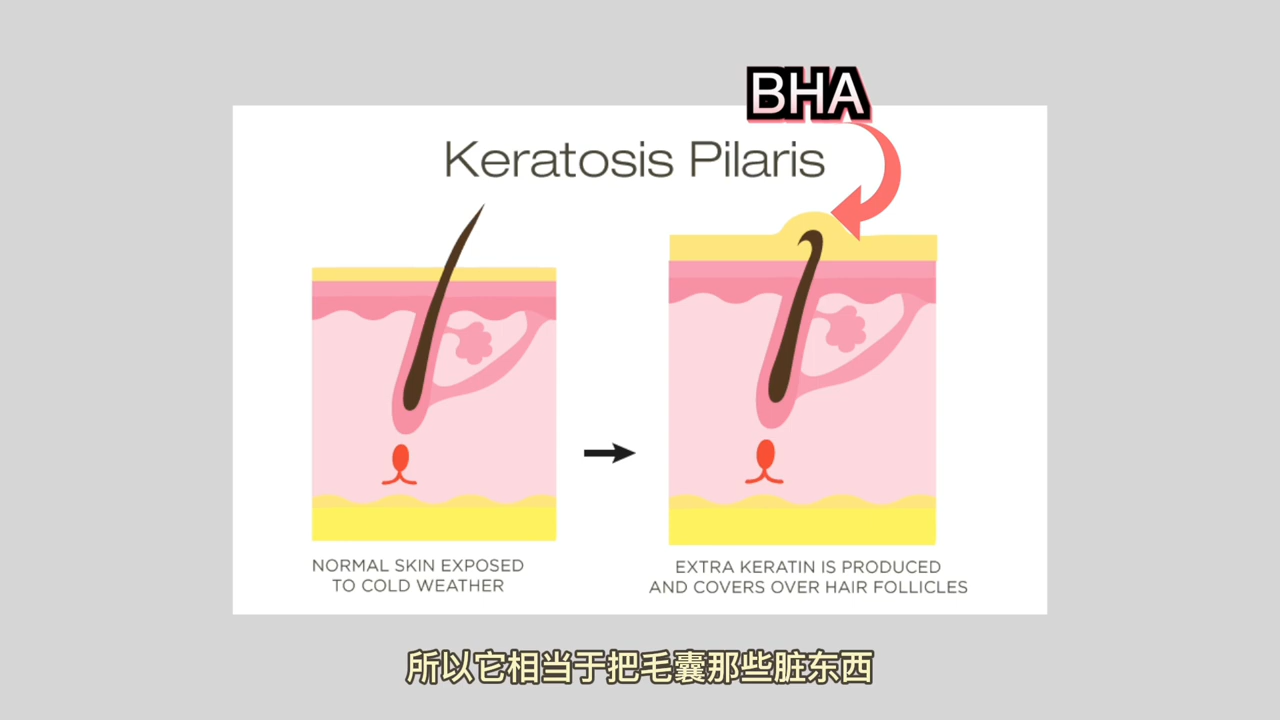 BHA
Keratosis Pilaris
NORMAL SKIN EXPOSED
TO COLD WEATHER
EXTRA KERATIN IS PRODUCED
AND COVERS OVER HAIR FOLLICLES
所以它相当于把毛囊那些脏东西